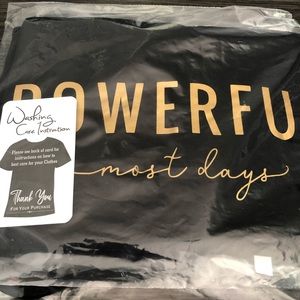 POWERFU
most days
Washing
Care Instruction
Please see back of card for
instructions on how to
best care for your Clothes
Thank You
FOR YOUR PURCHASE